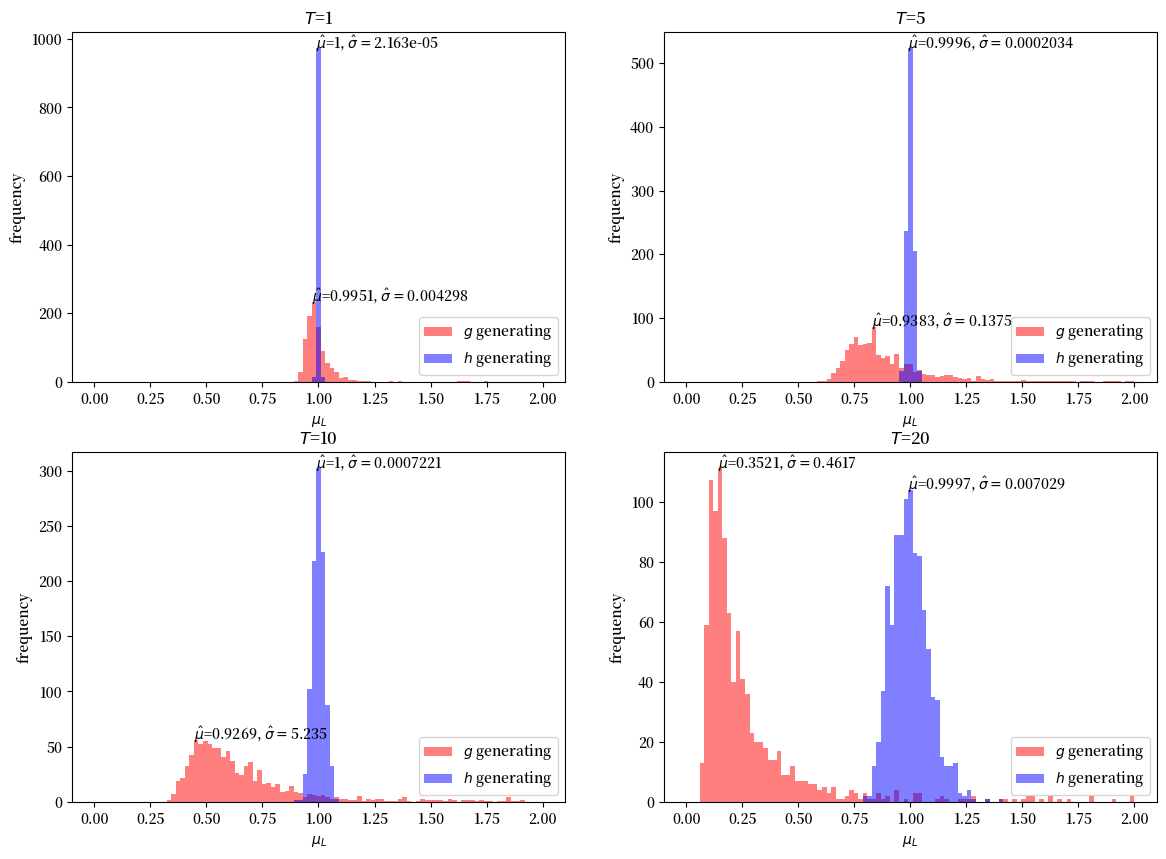 T=1
1000
800
600
400
200
0
frequency
μ̂=1, σ̂ = 2.163e-05
μ̂=0.9951, σ̂ = 0.004298
g generating
h generating
0.00 0.25 0.50 0.75 1.00 1.25 1.50 1.75 2.00
μ_L
T=5
500
400
300
200
100
0
frequency
μ̂=0.9996, σ̂ = 0.0002034
μ̂=0.9383, σ̂ = 0.1375
g generating
h generating
0.00 0.25 0.50 0.75 1.00 1.25 1.50 1.75 2.00
μ_L
T=10
300
250
200
150
100
50
0
frequency
μ̂=1, σ̂ = 0.0007221
μ̂=0.9269, σ̂ = 5.235
g generating
h generating
0.00 0.25 0.50 0.75 1.00 1.25 1.50 1.75 2.00
μ_L
T=20
100
80
60
40
20
0
frequency
μ̂=0.3521, σ̂ = 0.4617
μ̂=0.9997, σ̂ = 0.007029
g generating
h generating
0.00 0.25 0.50 0.75 1.00 1.25 1.50 1.75 2.00
μ_L